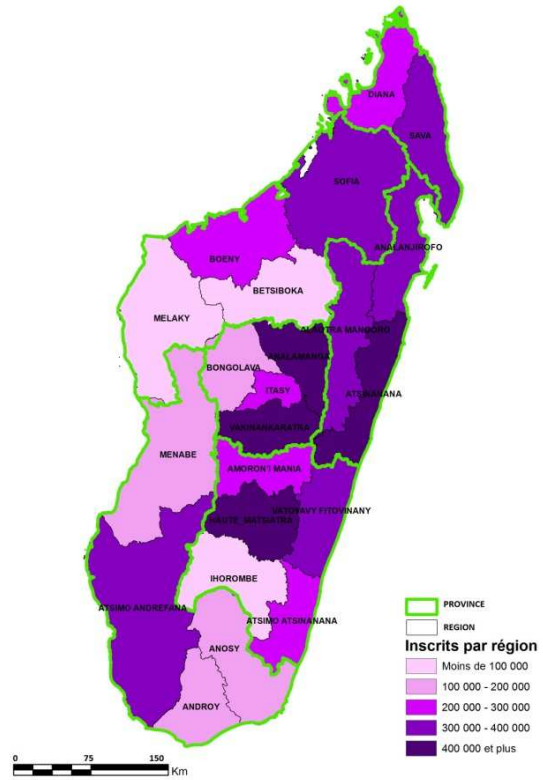 DIANA
SAVA
SOFIA
ANALANJIROFO
BOENY
BETSIBOKA
MELAKY
ALAOTRA MANGORO
ANALAMANGA
BONGOLAVA
ITASY
ATSINANANA
VAKINANKARATRA
MENABE
AMORON'I MANIA
VATOVAVY FITOVINANY
HAUTE_MATSIATRA
IHOROMBE
ATSIMO ANDREFANA
ATSIMO ATSINANANA
ANOSY
ANDROY
PROVINCE
REGION
Inscrits par région
Moins de 100 000
100 000 - 200 000
200 000 - 300 000
300 000 - 400 000
400 000 et plus
0 75 150
Km